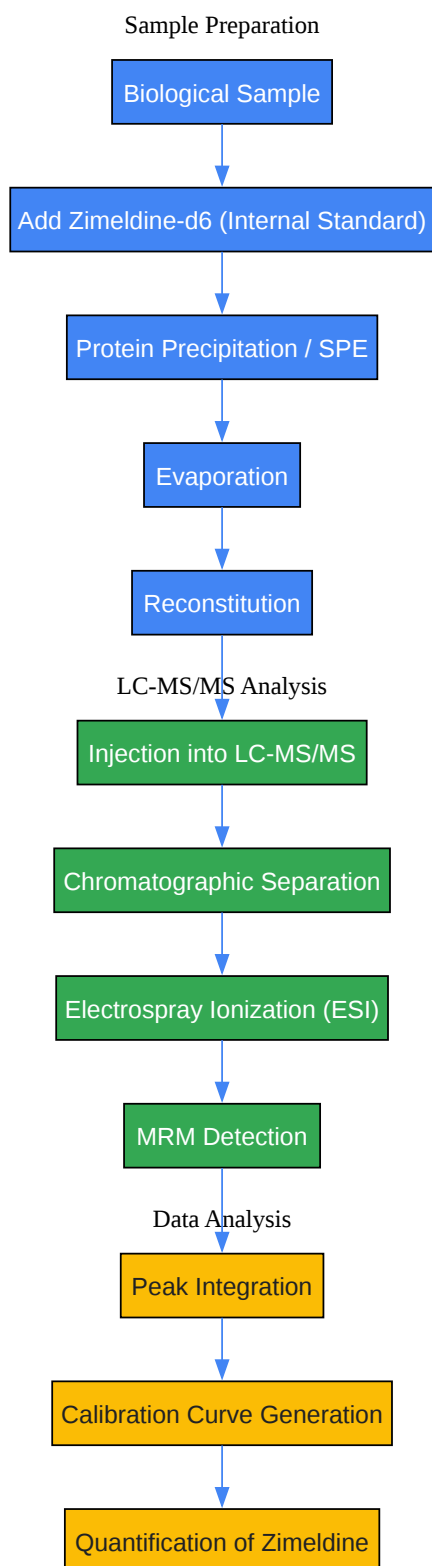 Sample Preparation
Biological Sample
Add Zimeldine-d6 (Internal Standard)
Protein Precipitation / SPE
Evaporation
Reconstitution
LC-MS/MS Analysis
Injection into LC-MS/MS
Chromatographic Separation
Electrospray Ionization (ESI)
MRM Detection
Data Analysis
Peak Integration
Calibration Curve Generation
Quantification of Zimeldine